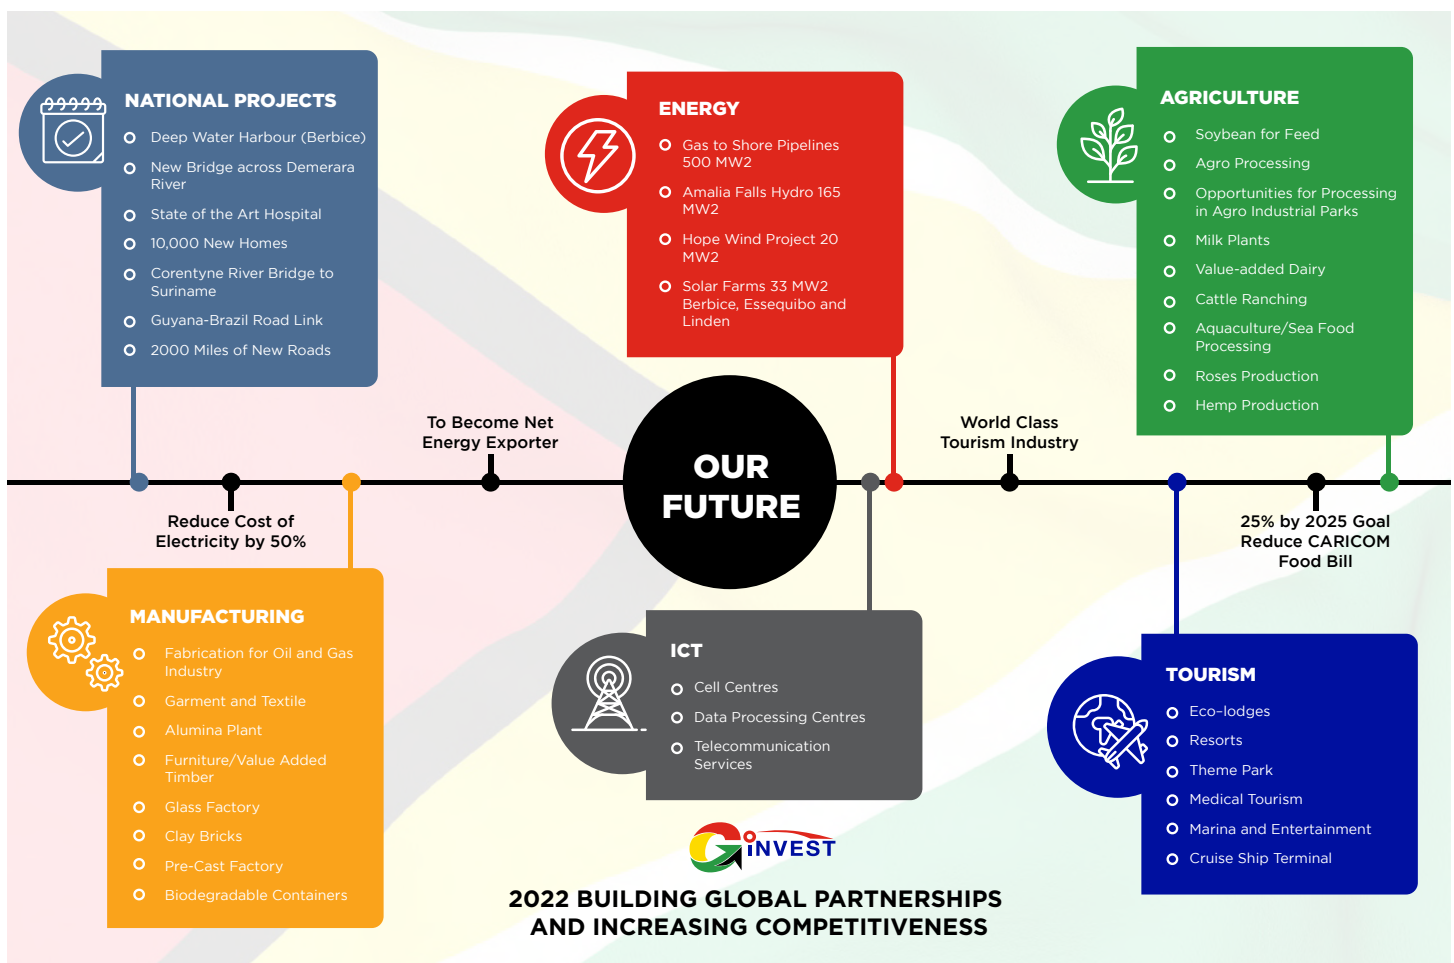 NATIONAL PROJECTS
Deep Water Harbour (Berbice)
New Bridge across Demerara
River
State of the Art Hospital
10,000 New Homes
Corentyne River Bridge to
Suriname
Guyana-Brazil Road Link
2000 Miles of New Roads
ENERGY
Gas to Shore Pipelines
500 MW2
Amalia Falls Hydro 165
MW2
Hope Wind Project 20
MW2
Solar Farms 33 MW2
Berbice, Essequibo and
Linden
AGRICULTURE
Soybean for Feed
Agro Processing
Opportunities for Processing
in Agro Industrial Parks
Milk Plants
Value-added Dairy
Cattle Ranching
Aquaculture/Sea Food
Processing
Roses Production
Hemp Production
To Become Net
Energy Exporter
World Class
Tourism Industry
OUR
FUTURE
Reduce Cost of
Electricity by 50%
25% by 2025 Goal
Reduce CARICOM
Food Bill
MANUFACTURING
Fabrication for Oil and Gas
Industry
Garment and Textile
Alumina Plant
Furniture/Value Added
Timber
Glass Factory
Clay Bricks
Pre-Cast Factory
Biodegradable Containers
ICT
Cell Centres
Data Processing Centres
Telecommunication
Services
TOURISM
Eco-lodges
Resorts
Theme Park
Medical Tourism
Marina and Entertainment
Cruise Ship Terminal
G INVEST
2022 BUILDING GLOBAL PARTNERSHIPS
AND INCREASING COMPETITIVENESS